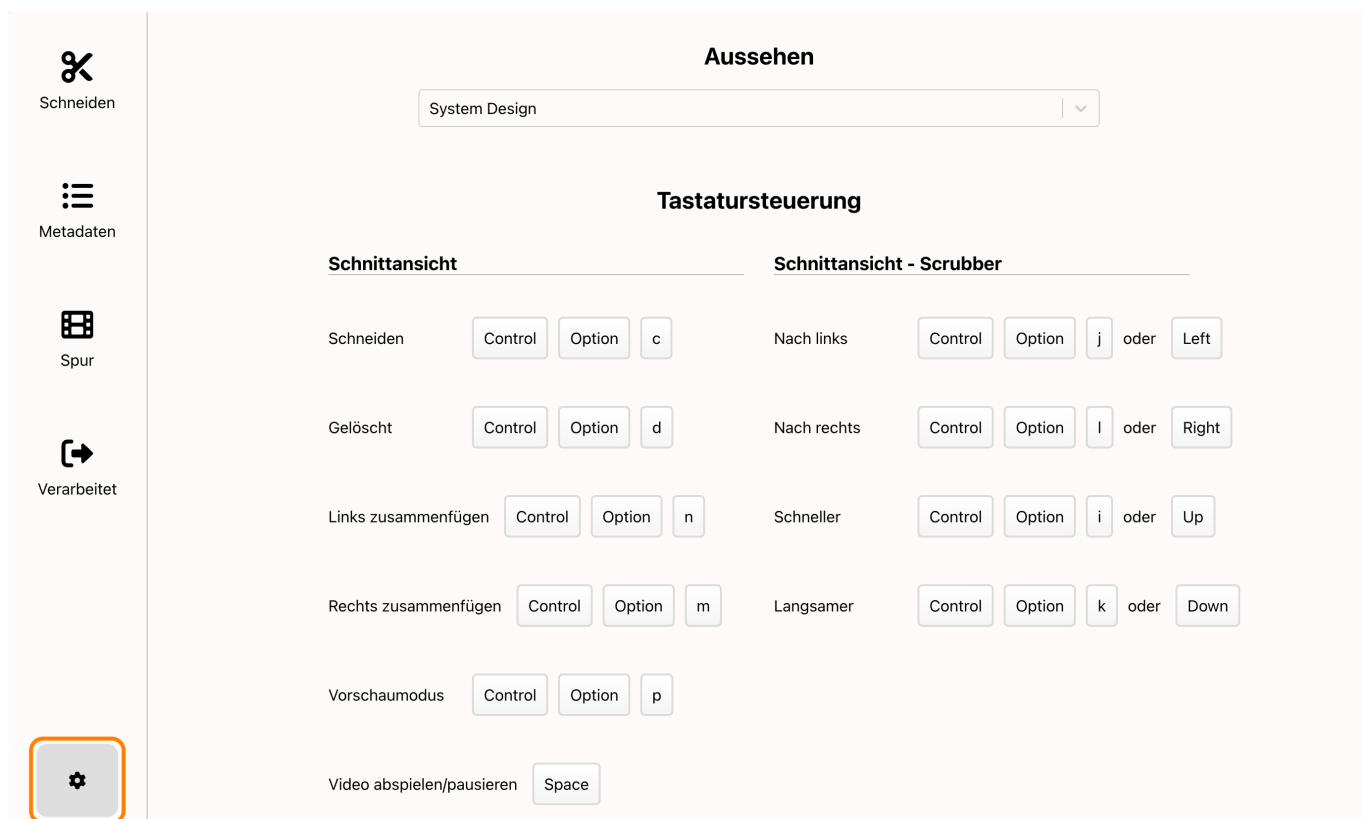 Schneiden
Metadaten
Spur
Verarbeitet
Aussehen
System Design
Tastatursteuerung
Schnittansicht
Schneiden Control Option c
Gelöscht Control Option d
Links zusammenfügen Control Option n
Rechts zusammenfügen Control Option m
Vorschaumodus Control Option p
Video abspielen/pausieren Space
Schnittansicht - Scrubber
Nach links Control Option j oder Left
Nach rechts Control Option l oder Right
Schneller Control Option i oder Up
Langsamer Control Option k oder Down